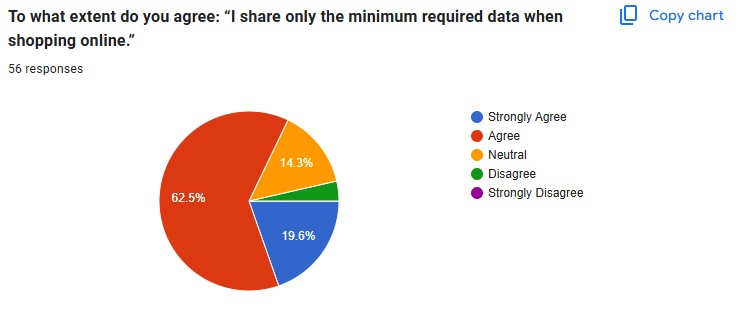 To what extent do you agree: “I share only the minimum required data when
shopping online.”
Copy chart
56 responses
Strongly Agree
Agree
Neutral
Disagree
Strongly Disagree
14.3%
62.5%
19.6%